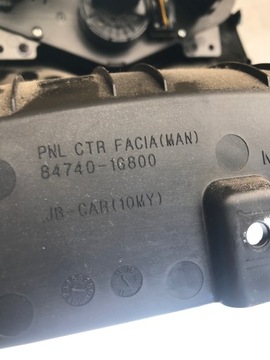 PNL CTR FACIA(MAN)
84740-1G800
JB-CAR(10MY)